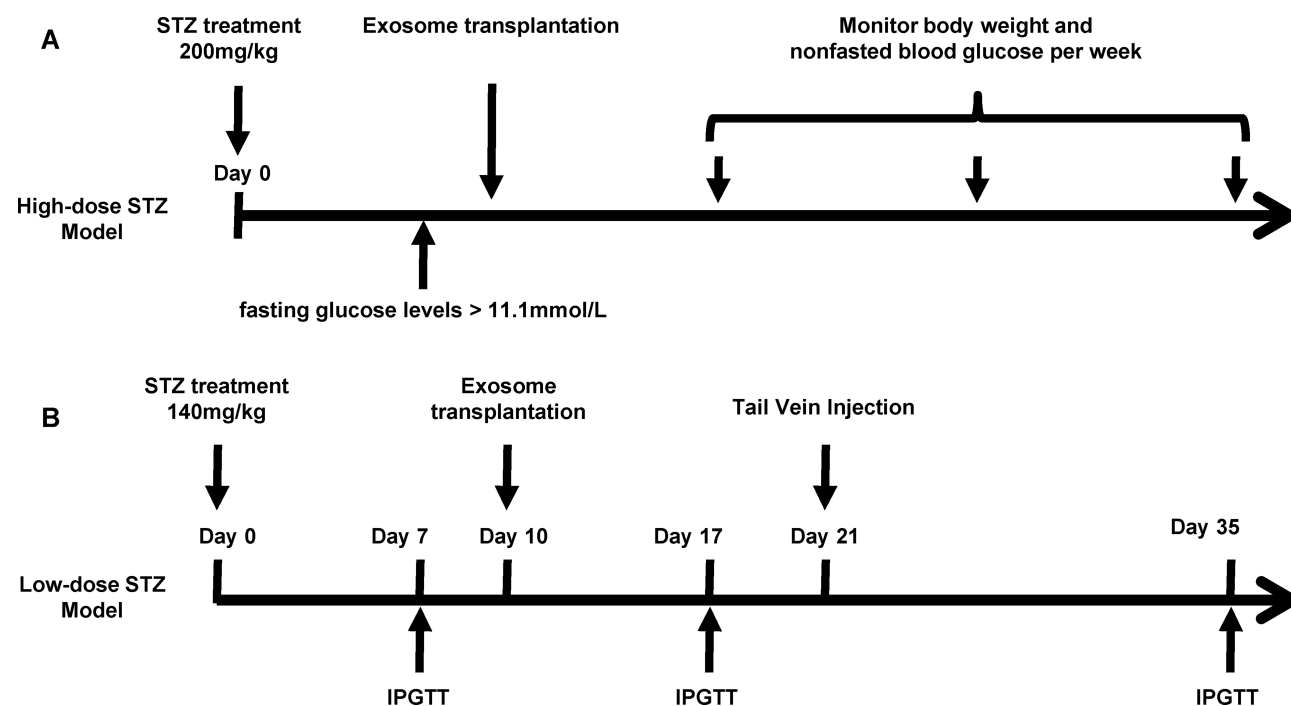 A
STZ treatment
200mg/kg
Exosome transplantation
Monitor body weight and
nonfasted blood glucose per week
Day 0
High-dose STZ
Model
fasting glucose levels > 11.1mmol/L
B
STZ treatment
140mg/kg
Exosome
transplantation
Tail Vein Injection
Day 0
Day 7
Day 10
Day 17
Day 21
Day 35
Low-dose STZ
Model
IPGTT
IPGTT
IPGTT